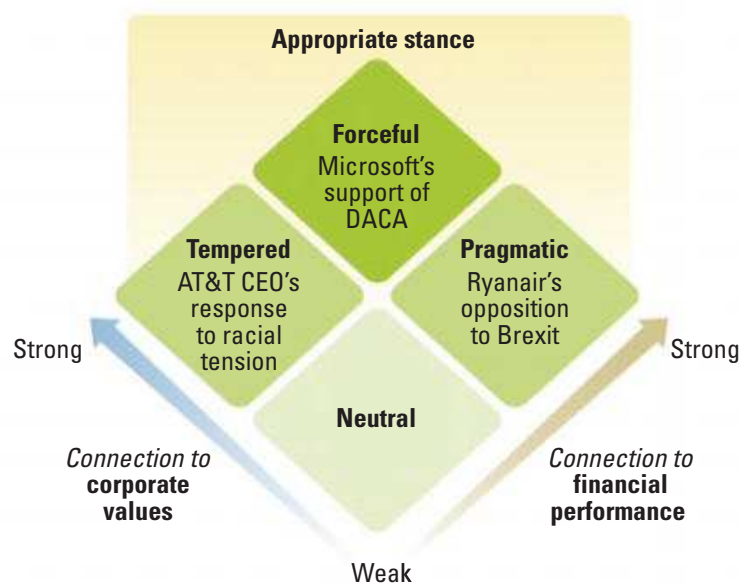 Appropriate stance
Forceful
Microsoft's
support of
DACA
Tempered
AT&T CEO's
response
to racial
tension
Pragmatic
Ryanair's
opposition
to Brexit
Strong
Strong
Neutral
Connection to
corporate
values
Connection to
financial
performance
Weak